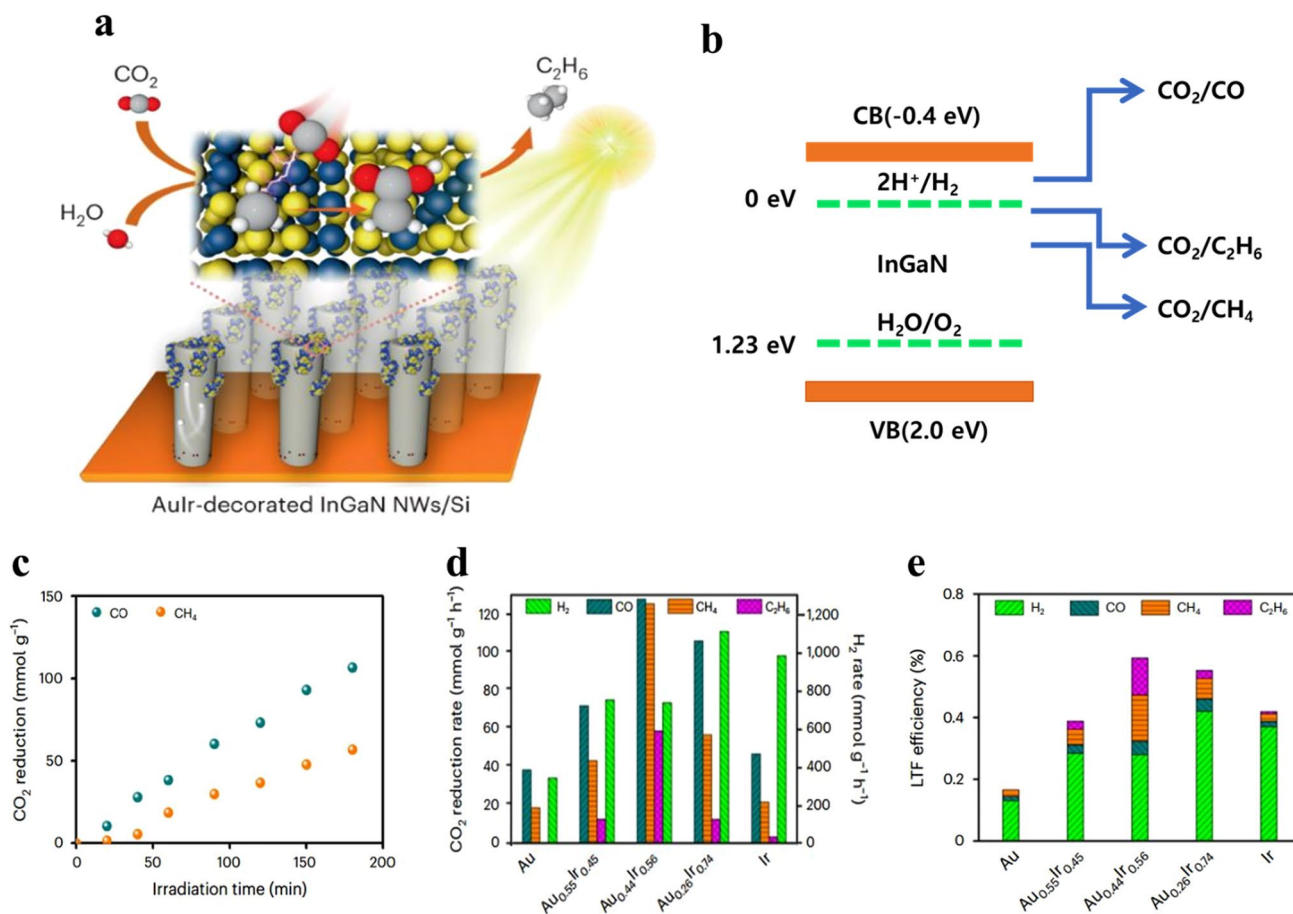 a
CO₂
H₂O
C₂H₆
AuIr-decorated InGaN NWs/Si
b
CB(-0.4 eV)
2H⁺/H₂
0 eV
InGaN
H₂O/O₂
1.23 eV
VB(2.0 eV)
CO₂/CO
CO₂/C₂H₆
CO₂/CH₄
c
CO₂ reduction (mmol g⁻¹)
150
100
50
0
CO CH₄
0 50 100 150 200
Irradiation time (min)
d
CO₂ reduction rate (mmol g⁻¹ h⁻¹)
120
100
80
60
40
20
0
H₂ CO CH₄ C₂H₆
1,200
1,000
800
600
400
200
0
H₂ rate (mmol g⁻¹ h⁻¹)
Au Au₀.₅₅Ir₀.₄₅ Au₀.₄₄Ir₀.₅₆ Au₀.₂₆Ir₀.₇₄ Ir
e
LTF efficiency (%)
0.8
0.6
0.4
0.2
0
H₂ CO CH₄ C₂H₆
Au Au₀.₅₅Ir₀.₄₅ Au₀.₄₄Ir₀.₅₆ Au₀.₂₆Ir₀.₇₄ Ir